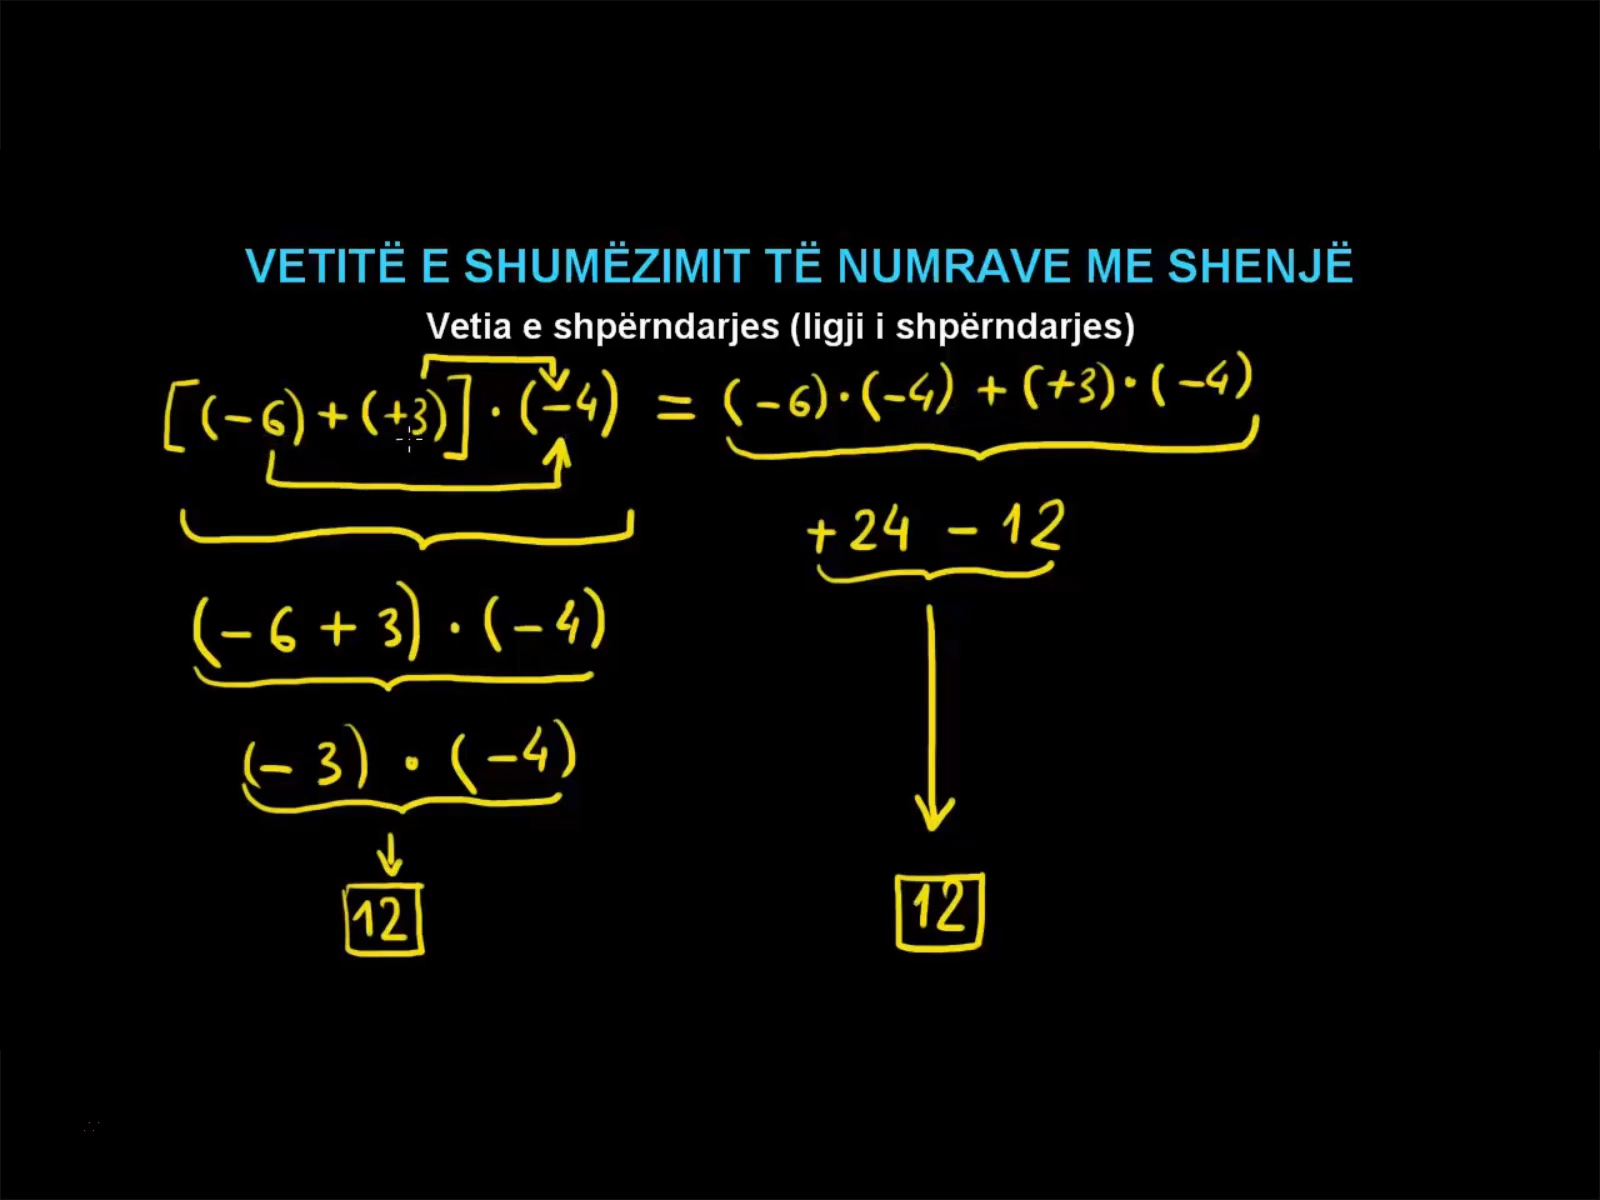 VETITË E SHUMËZIMIT TË NUMRAVE ME SHENJË
Vetia e shpërndarjes (ligji i shpërndarjes)
[(-6)+(+3)]·(-4) = (-6)·(-4)+(+3)·(-4)
+24 - 12
(-6+3)·(-4)
(-3)·(-4)
12
12